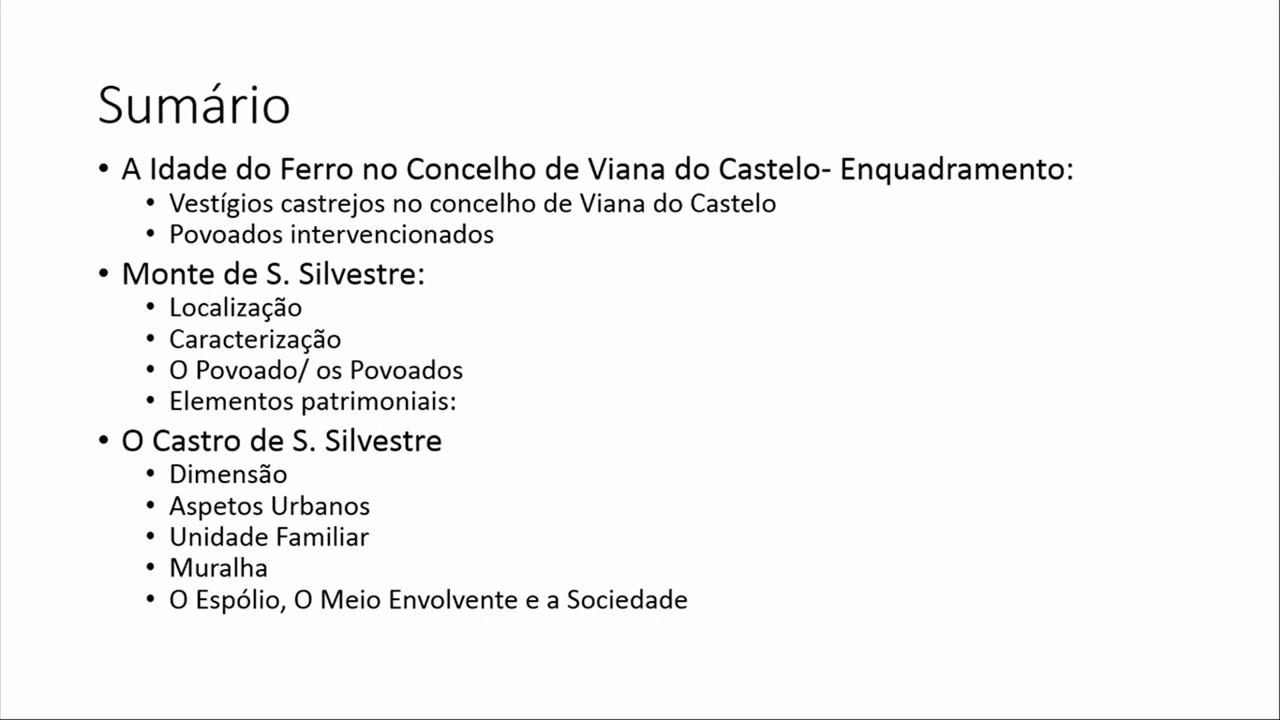 Sumário
• A Idade do Ferro no Concelho de Viana do Castelo- Enquadramento:
• Vestígios castrejos no concelho de Viana do Castelo
• Povoados intervencionados
• Monte de S. Silvestre:
• Localização
• Caracterização
• O Povoado/ os Povoados
• Elementos patrimoniais:
• O Castro de S. Silvestre
• Dimensão
• Aspetos Urbanos
• Unidade Familiar
• Muralha
• O Espólio, O Meio Envolvente e a Sociedade